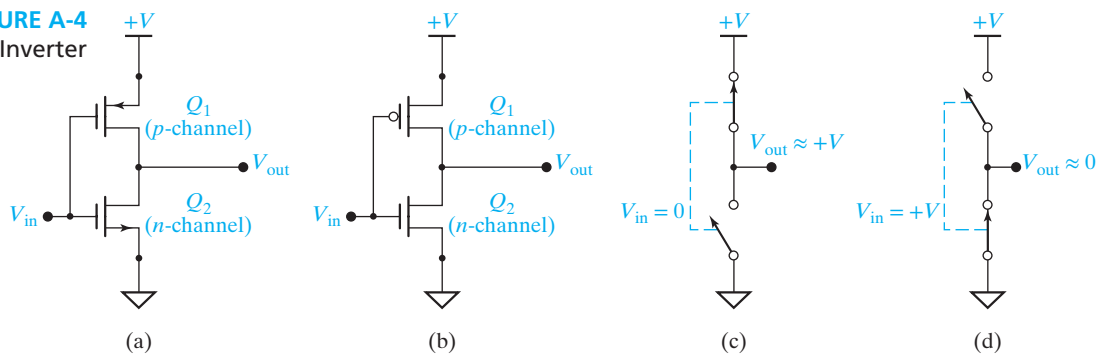 URE A-4
Inverter
+V
Q1
(p-channel)
Vout
Vin
Q2
(n-channel)
(a)
+V
Q1
(p-channel)
Vout
Vin
Q2
(n-channel)
(b)
+V
Vout ≈ +V
Vin = 0
(c)
+V
Vout ≈ 0
Vin = +V
(d)